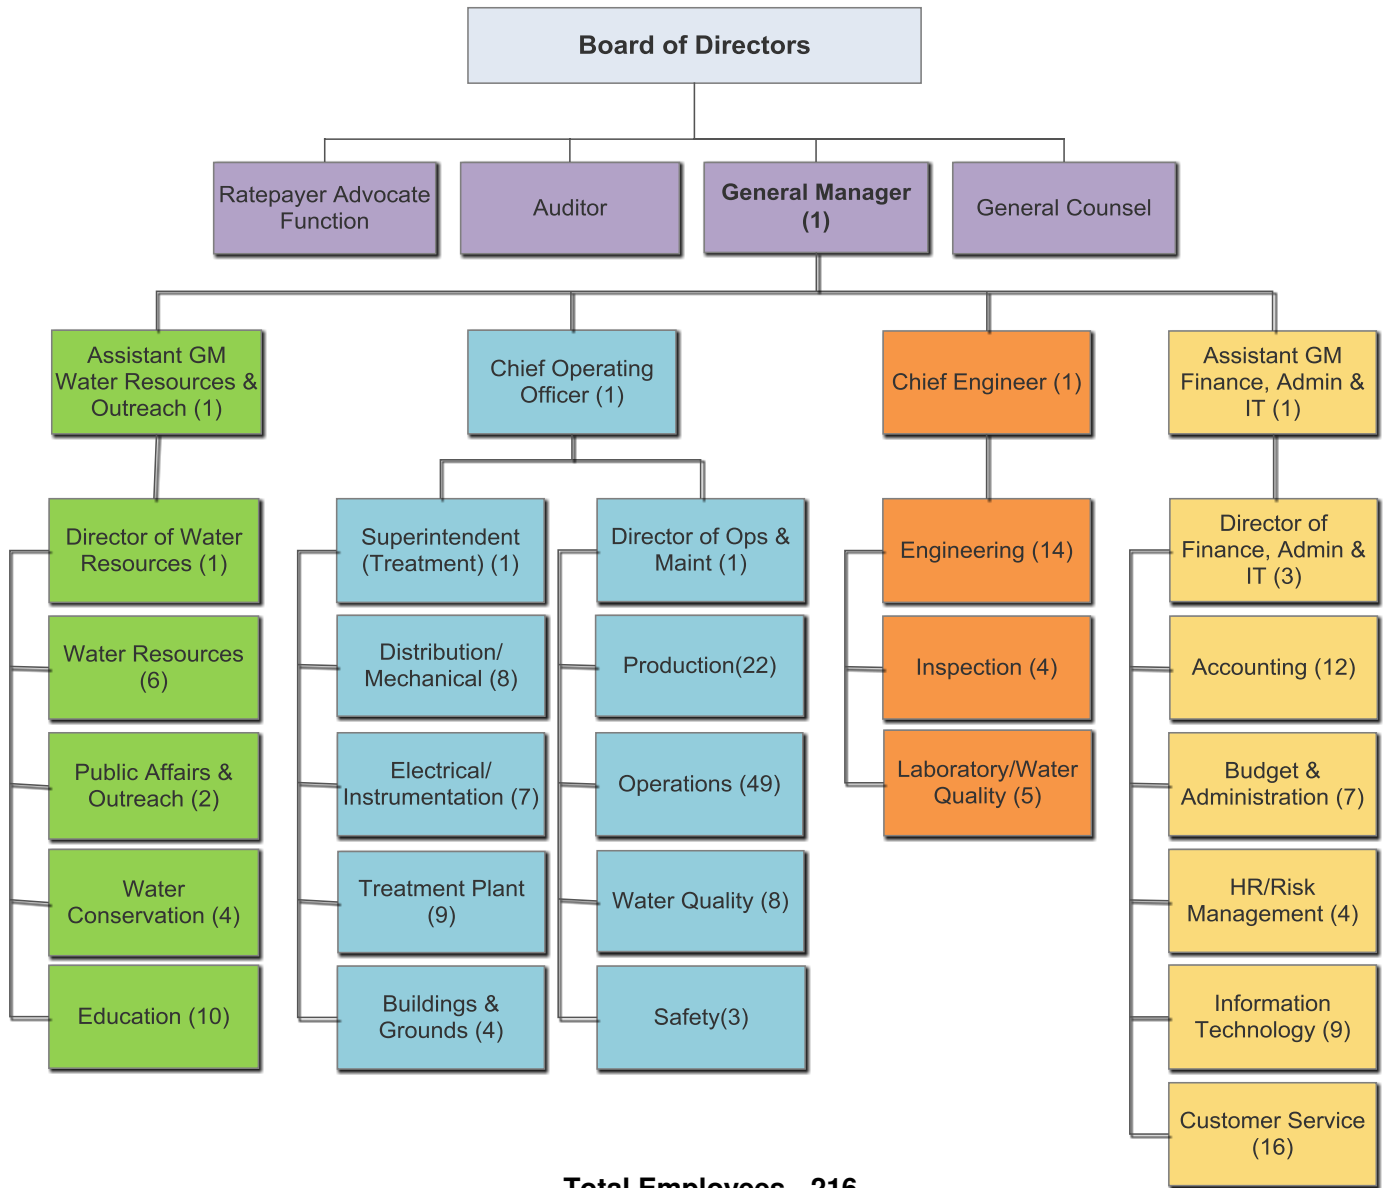 Board of Directors
Ratepayer Advocate
Function
Auditor
General Manager
(1)
General Counsel
Assistant GM
Water Resources &
Outreach (1)
Chief Operating
Officer (1)
Chief Engineer (1)
Assistant GM
Finance, Admin &
IT (1)
Director of Water
Resources (1)
Water Resources
(6)
Public Affairs &
Outreach (2)
Water
Conservation (4)
Education (10)
Superintendent
(Treatment) (1)
Distribution/
Mechanical (8)
Electrical/
Instrumentation (7)
Treatment Plant
(9)
Buildings &
Grounds (4)
Director of Ops &
Maint (1)
Production(22)
Operations (49)
Water Quality (8)
Safety(3)
Engineering (14)
Inspection (4)
Laboratory/Water
Quality (5)
Director of
Finance, Admin &
IT (3)
Accounting (12)
Budget &
Administration (7)
HR/Risk
Management (4)
Information
Technology (9)
Customer Service
(16)
Total Employees - 216